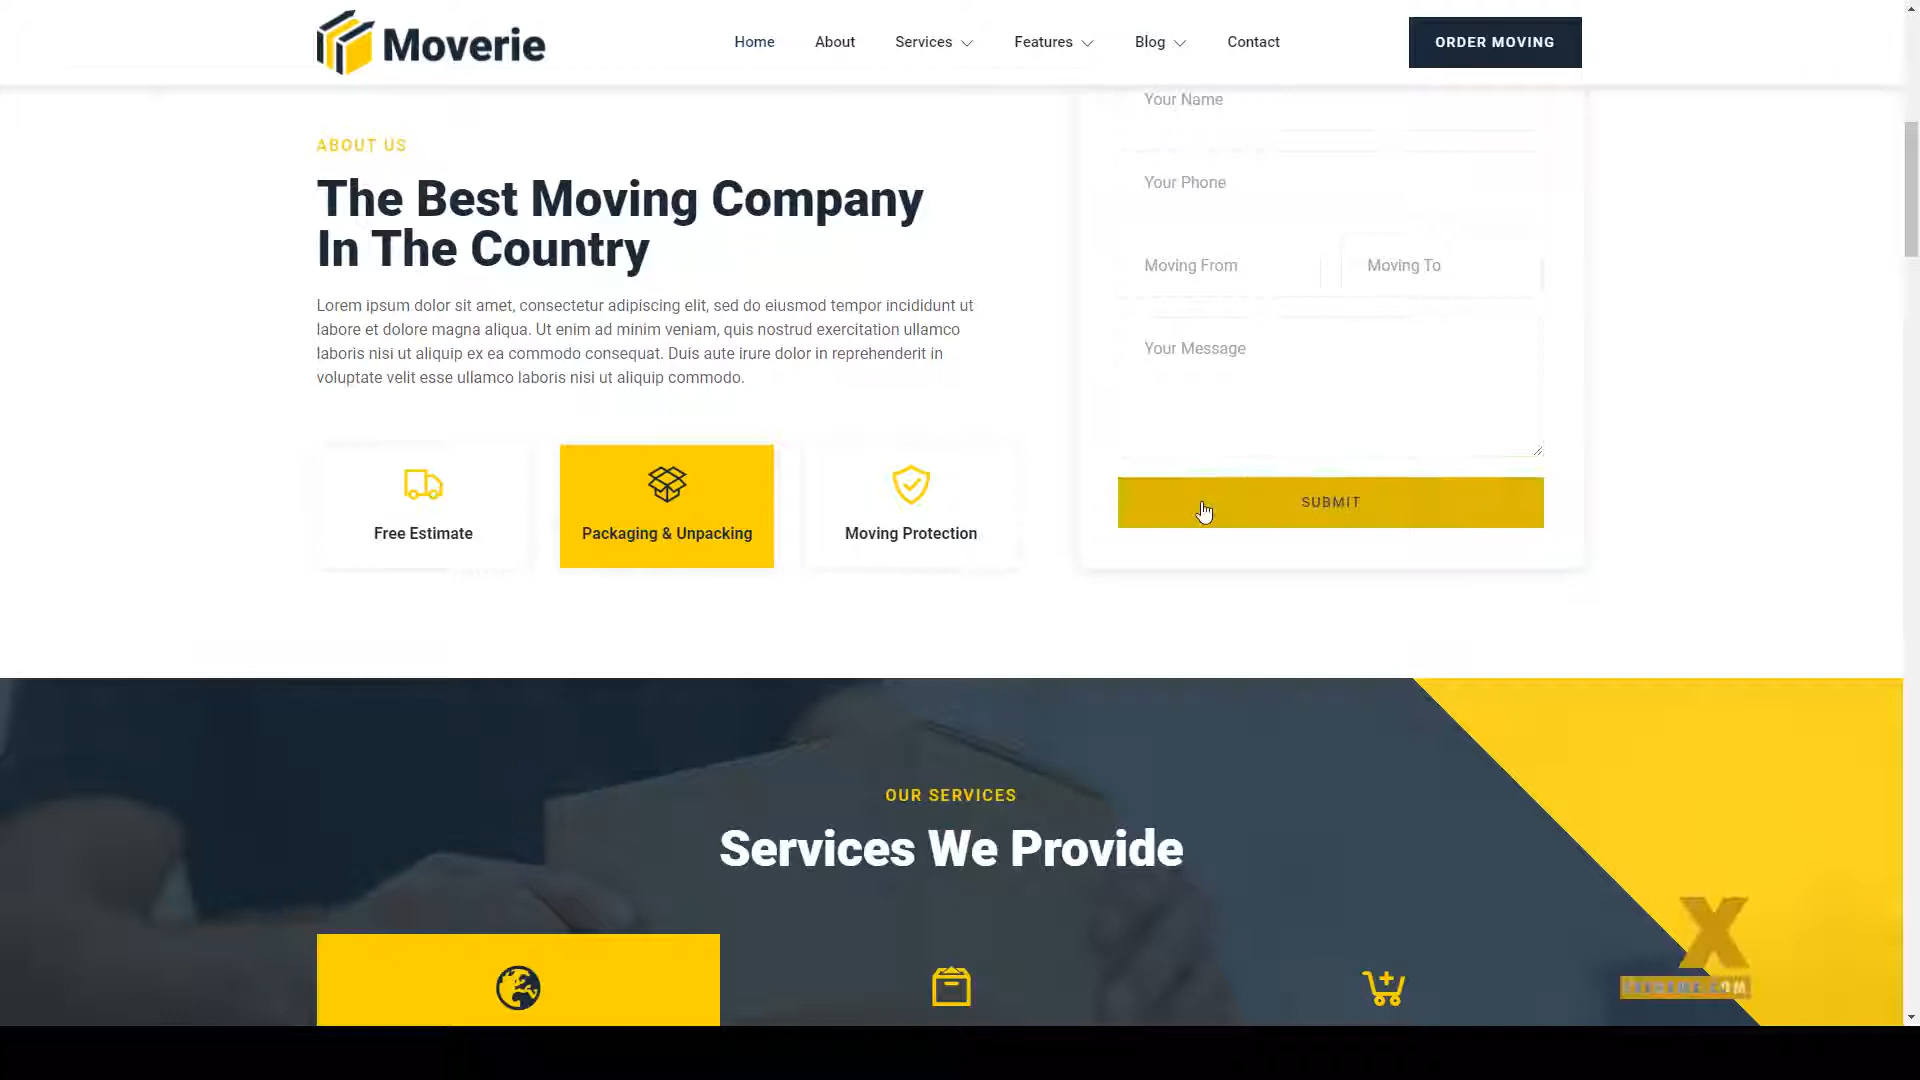 Moverie
Home
About
Services
Features
Blog
Contact
ORDER MOVING
Your Name
ABOUT US
The Best Moving Company
In The Country
Your Phone
Moving From
Moving To
Lorem ipsum dolor sit amet, consectetur adipiscing elit, sed do eiusmod tempor incididunt ut
labore et dolore magna aliqua. Ut enim ad minim veniam, quis nostrud exercitation ullamco
laboris nisi ut aliquip ex ea commodo consequat. Duis aute irure dolor in reprehenderit in
voluptate velit esse ullamco laboris nisi ut aliquip commodo.
Your Message
SUBMIT
Free Estimate
Packaging & Unpacking
Moving Protection
OUR SERVICES
Services We Provide
X